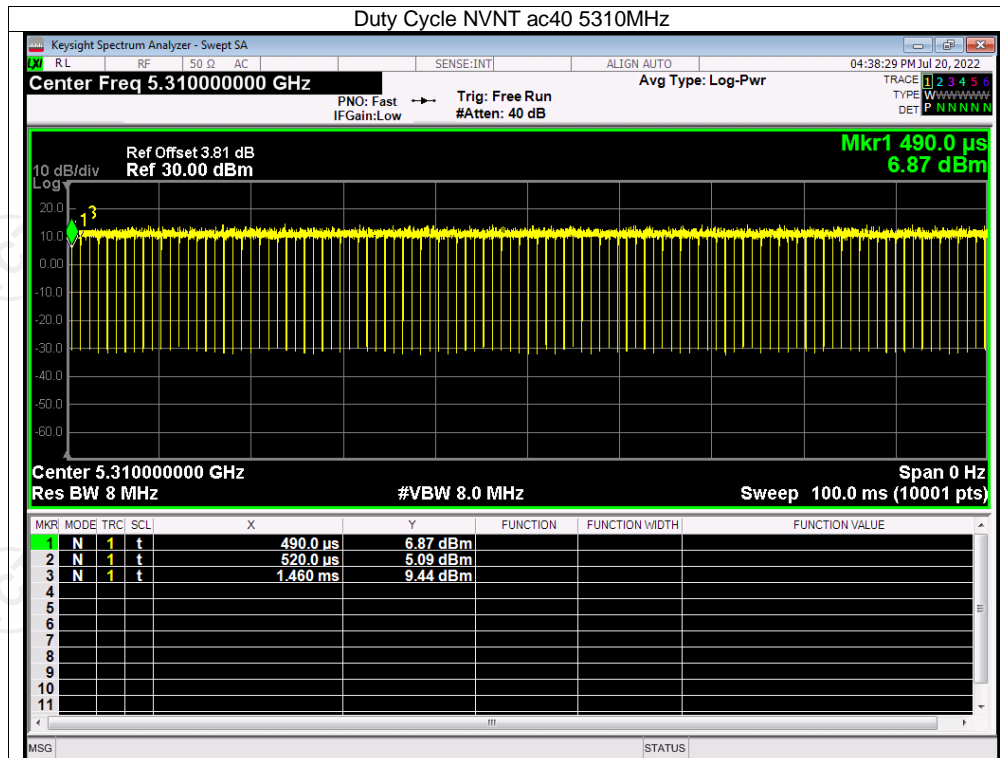 Duty Cycle NVNT ac40 5310MHz
Keysight Spectrum Analyzer - Swept SA
LXI RL RF 50 Ω AC SENSE:INT ALIGN AUTO 04:38:29 PM Jul 20, 2022
Center Freq 5.310000000 GHz Avg Type: Log-Pwr TRACE 1 2 3 4 5 6
PNO: Fast Trig: Free Run TYPE WWWWWW
IFGain:Low #Atten: 40 dB DET P N N N N N
Mkr1 490.0 µs
Ref Offset 3.81 dB
10 dB/div Ref 30.00 dBm 6.87 dBm
Log
20.0
1 3
10.0
0.00
-10.0
-20.0
-30.0
-40.0
-50.0
-60.0
Center 5.310000000 GHz Span 0 Hz
Res BW 8 MHz #VBW 8.0 MHz Sweep 100.0 ms (10001 pts)
MKR MODE TRC SCL X Y FUNCTION FUNCTION WIDTH FUNCTION VALUE
1 N 1 t 490.0 µs 6.87 dBm
2 N 1 t 520.0 µs 5.09 dBm
3 N 1 t 1.460 ms 9.44 dBm
4
5
6
7
8
9
10
11
MSG STATUS